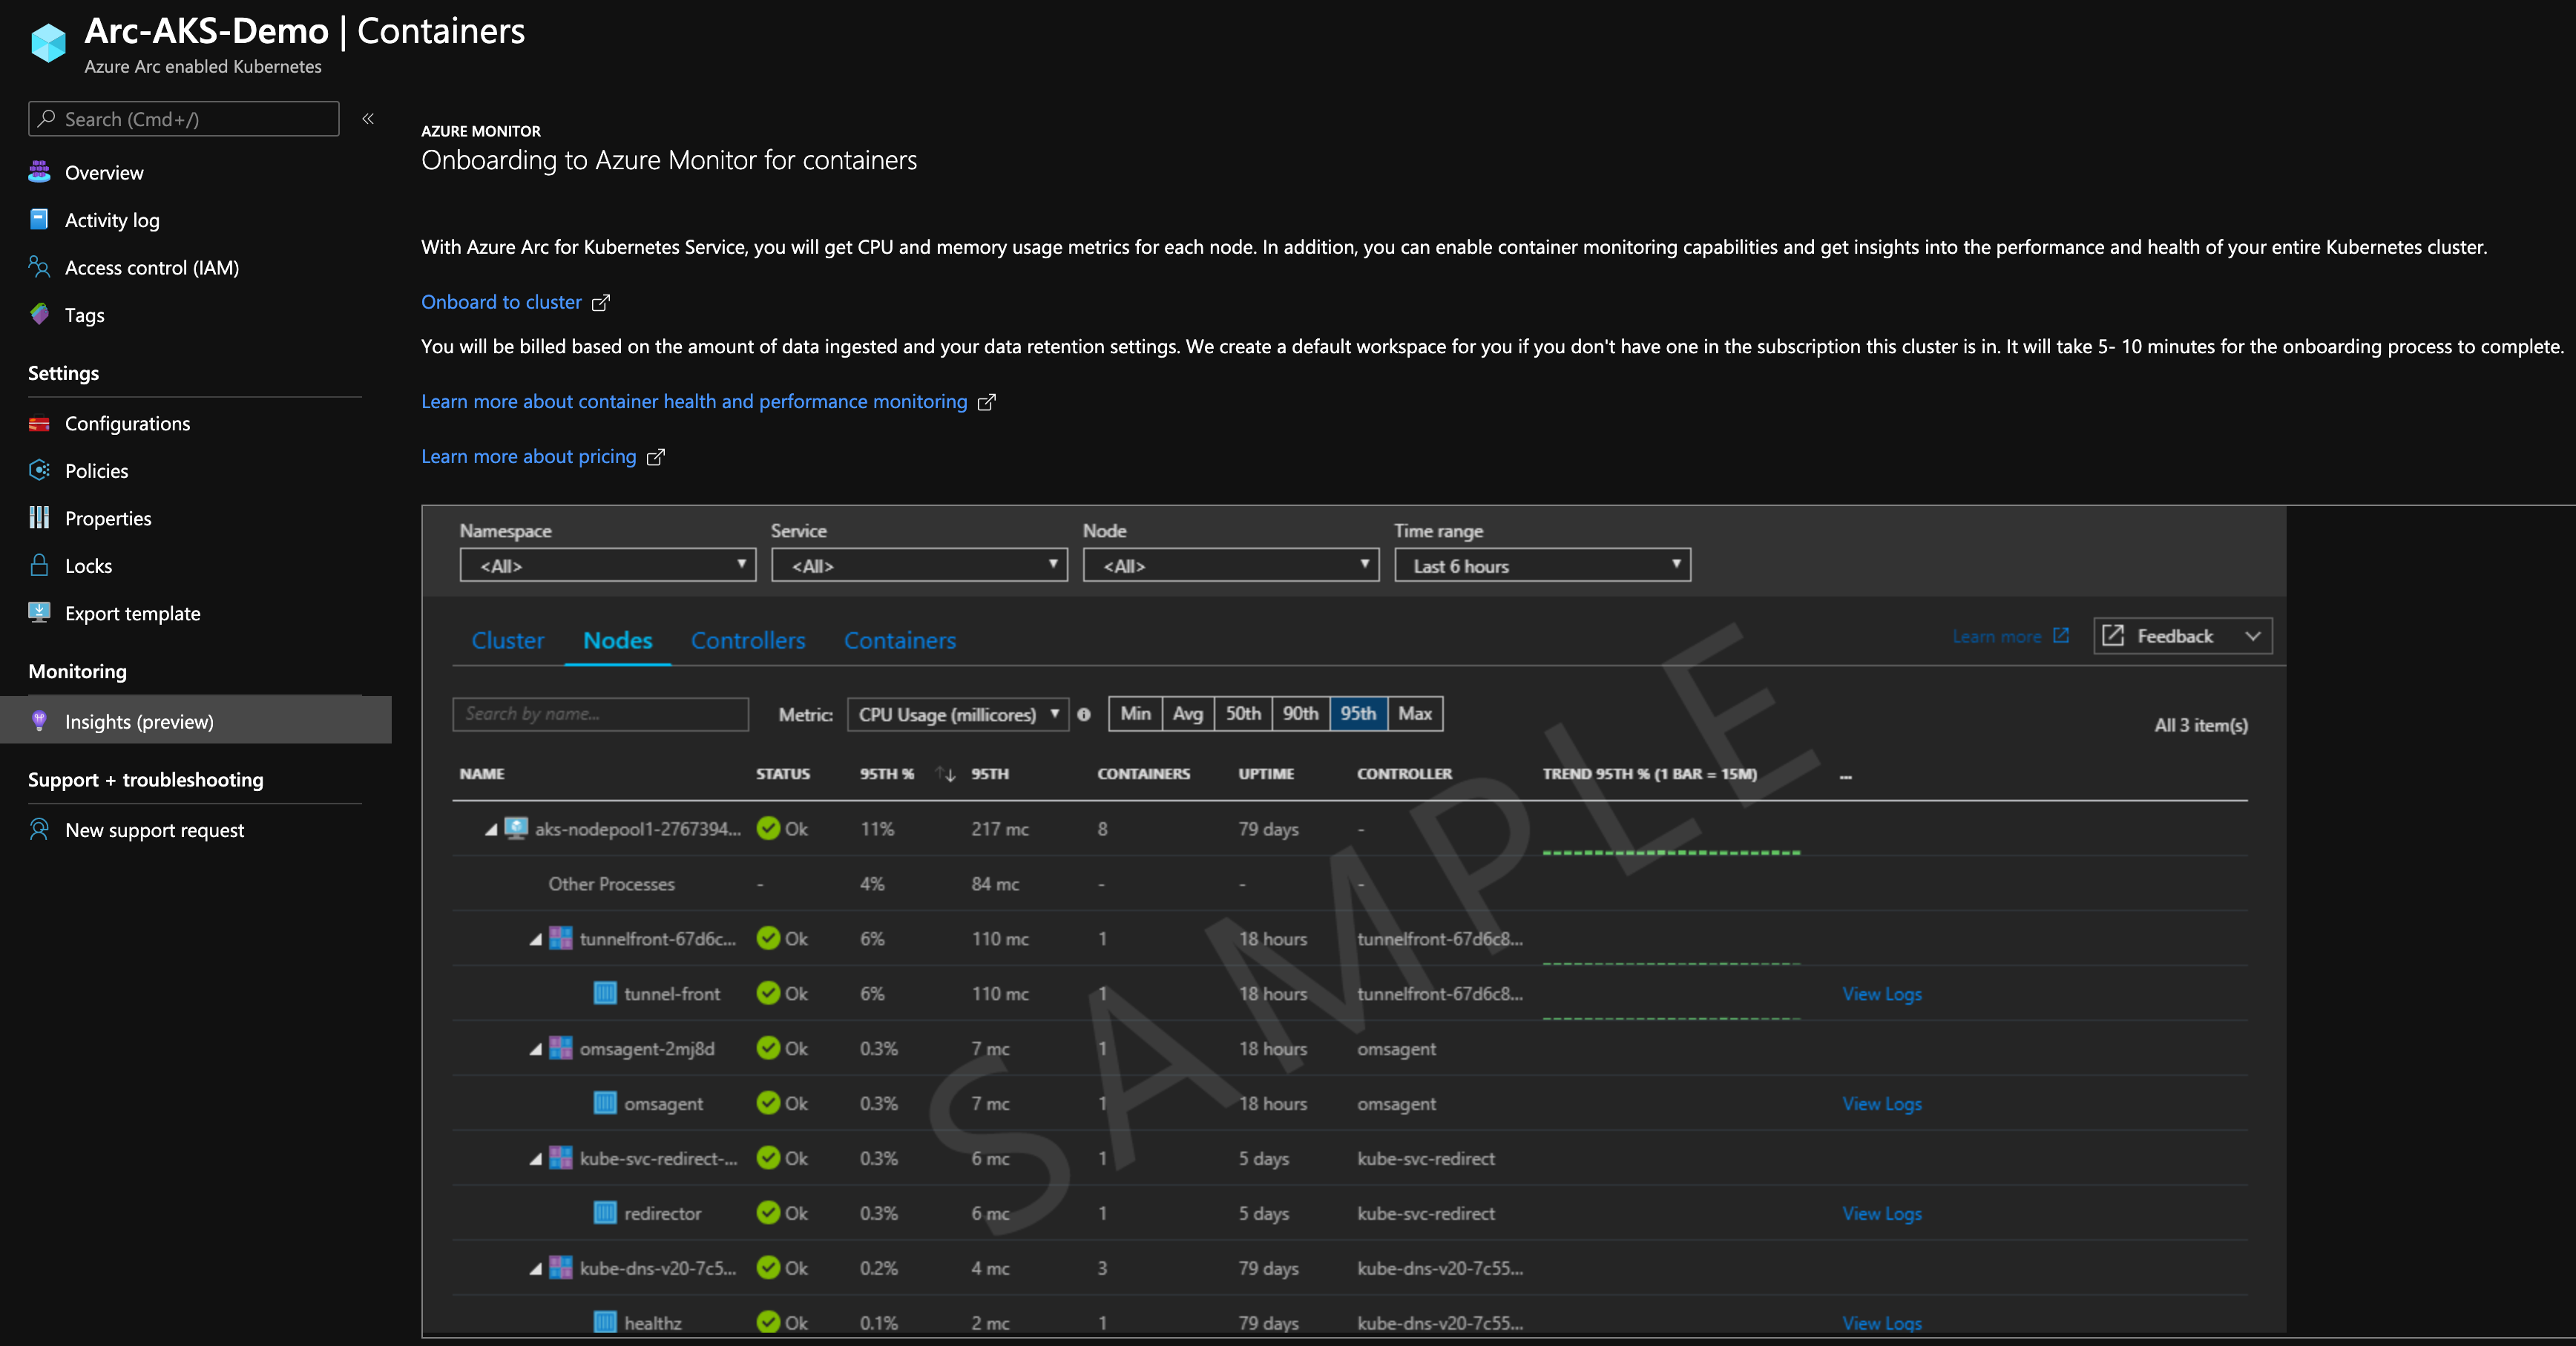 Arc-AKS-Demo | Containers
Azure Arc enabled Kubernetes
Search (Cmd+/)
«
Overview
Activity log
Access control (IAM)
Tags
Settings
Configurations
Policies
Properties
Locks
Export template
Monitoring
Insights (preview)
Support + troubleshooting
New support request
AZURE MONITOR
Onboarding to Azure Monitor for containers
With Azure Arc for Kubernetes Service, you will get CPU and memory usage metrics for each node. In addition, you can enable container monitoring capabilities and get insights into the performance and health of your entire Kubernetes cluster.
Onboard to cluster
You will be billed based on the amount of data ingested and your data retention settings. We create a default workspace for you if you don't have one in the subscription this cluster is in. It will take 5- 10 minutes for the onboarding process to complete.
Learn more about container health and performance monitoring
Learn more about pricing
Namespace Service Node Time range
<All> <All> <All> Last 6 hours
Cluster Nodes Controllers Containers Learn more Feedback
Search by name... Metric: CPU Usage (millicores) Min Avg 50th 90th 95th Max
All 3 item(s)
NAME STATUS 95TH % ↑↓ 95TH CONTAINERS UPTIME CONTROLLER TREND 95TH % (1 BAR = 15M) ...
aks-nodepool1-2767394... Ok 11% 217 mc 8 79 days -
Other Processes - 4% 84 mc - - -
tunnelfront-67d6c... Ok 6% 110 mc 1 18 hours tunnelfront-67d6c8...
tunnel-front Ok 6% 110 mc 1 18 hours tunnelfront-67d6c8... View Logs
omsagent-2mj8d Ok 0.3% 7 mc 1 18 hours omsagent
omsagent Ok 0.3% 7 mc 1 18 hours omsagent View Logs
kube-svc-redirect-... Ok 0.3% 6 mc 1 5 days kube-svc-redirect
redirector Ok 0.3% 6 mc 1 5 days kube-svc-redirect View Logs
kube-dns-v20-7c5... Ok 0.2% 4 mc 3 79 days kube-dns-v20-7c55...
healthz Ok 0.1% 2 mc 1 79 days kube-dns-v20-7c55... View Logs
SAMPLE